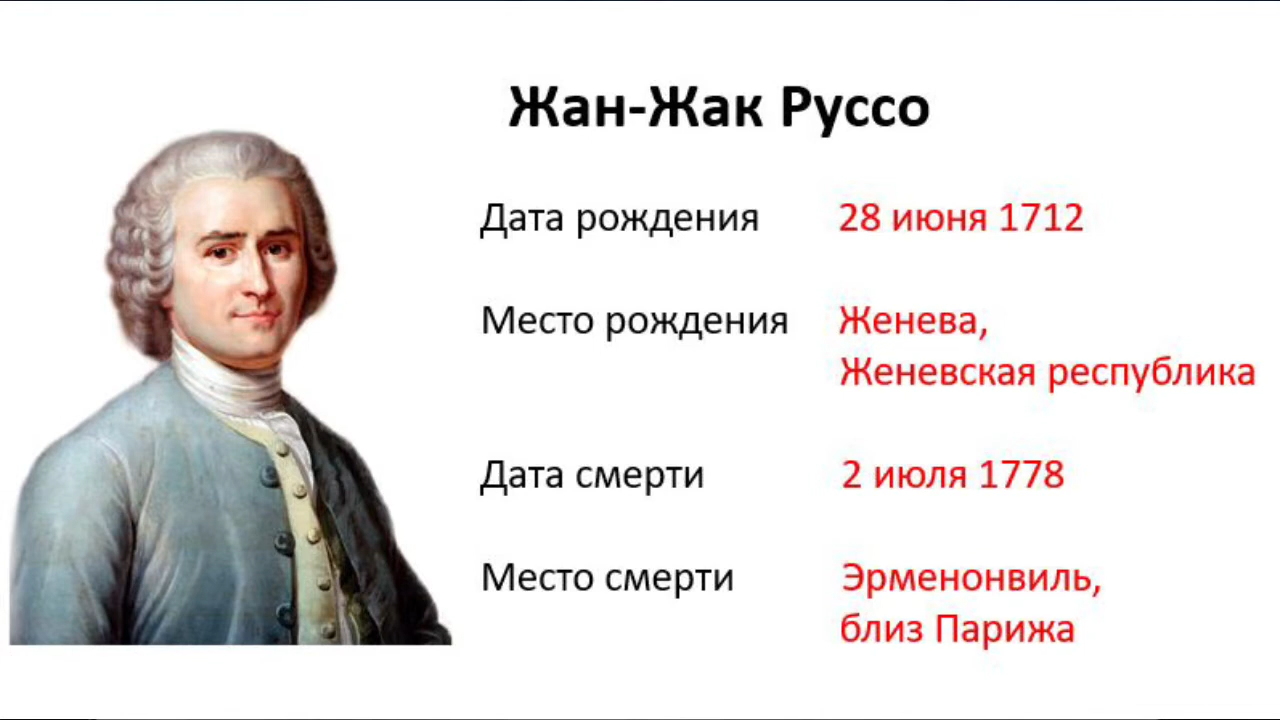 Жан-Жак Руссо
Дата рождения 28 июня 1712
Место рождения Женева,
Женевская республика
Дата смерти 2 июля 1778
Место смерти Эрменонвиль,
близ Парижа